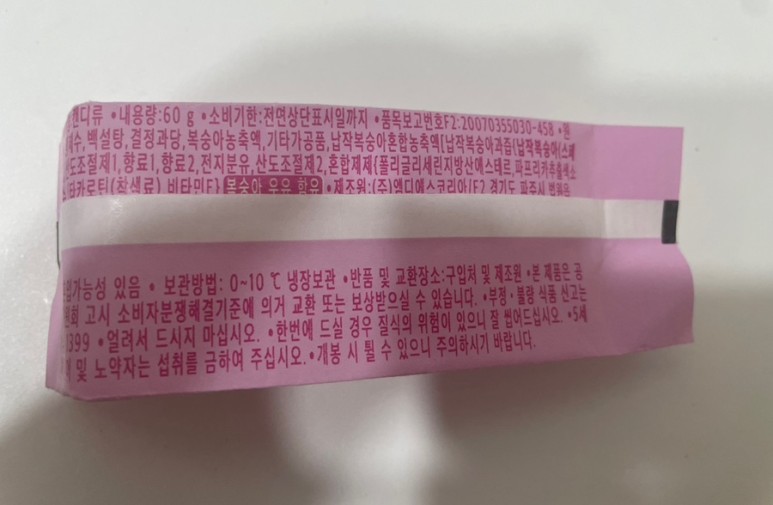 캔디류 •내용량:60 g •소비기한:전면상단표시일까지 •품목보고번호F2:20070355030-458 •원
제수, 백설탕, 결정과당, 복숭아농축액, 기타가공품, 납작복숭아혼합농축액[납작복숭아과즙{납작복숭아(스페
산도조절제1, 향료1, 향료2, 전지분유, 산도조절제2, 혼합제제{폴리글리세린지방산에스테르, 파프리카추출색소
타카로틴(착색료) 비타민E} 복숭아 우유 함유 •제조원:(주)엠디에스코리아/F2 경기도 파주시
가능성 있음 • 보관방법: 0~10 ℃ 냉장보관 •반품 및 교환장소:구입처 및 제조원 •본 제품은 공
원회 고시 소비자분쟁해결기준에 의거 교환 또는 보상받으실 수 있습니다. •부정•불량 식품 신고는
1399 •얼려서 드시지 마십시오. •한번에 드실 경우 질식의 위험이 있으니 잘 씹어드십시오. •5세
및 노약자는 섭취를 금하여 주십시오. •개봉 시 튈 수 있으니 주의하시기 바랍니다.